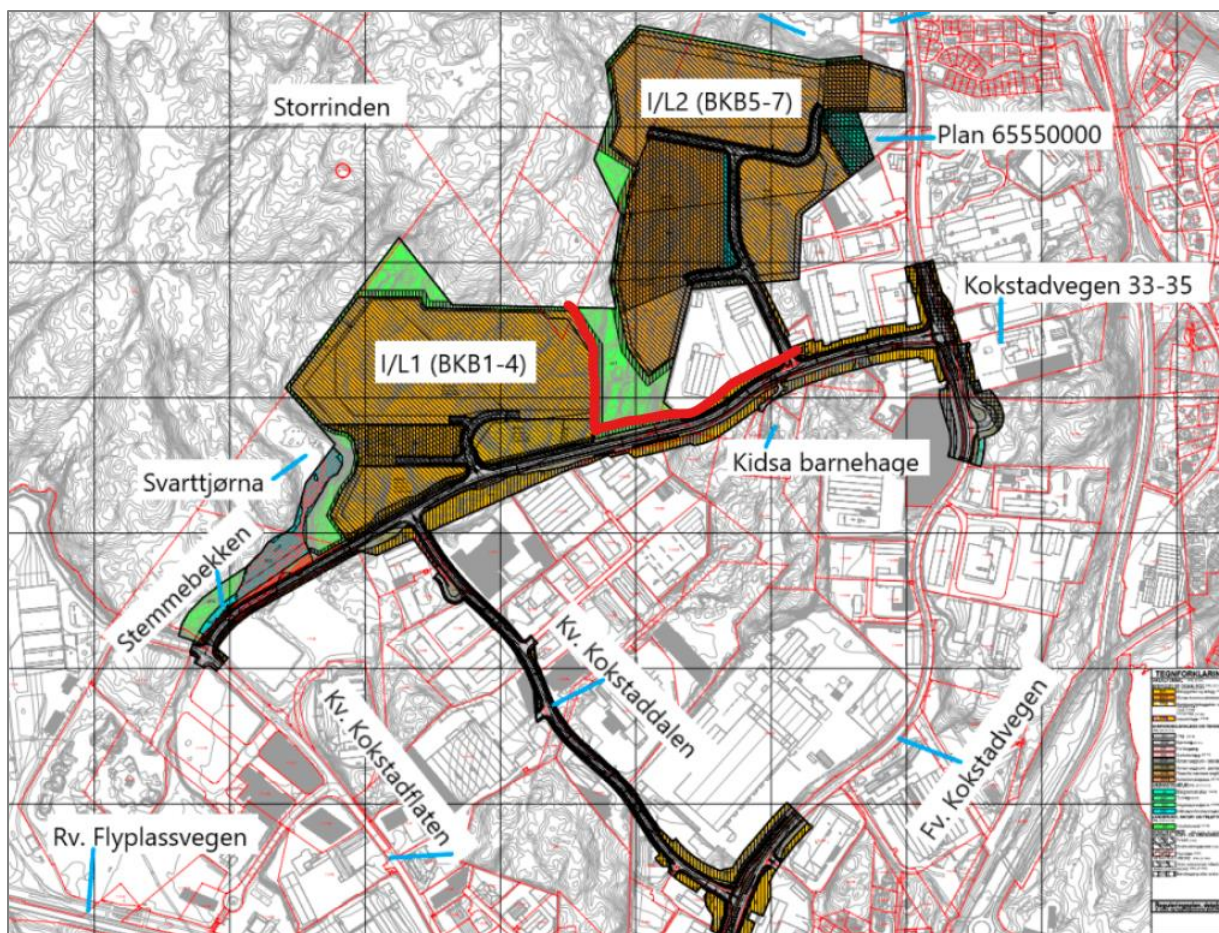 Storrinden
I/L2 (BKB5-7)
Plan 65550000
Kokstadvegen 33-35
I/L1 (BKB1-4)
Kidsa barnehage
Svarttjørna
Stemmebekken
Kv. Kokstaddalen
Kv. Kokstadflaten
Fv. Kokstadvegen
Rv. Flyplassvegen
TEGNFORKLARIN